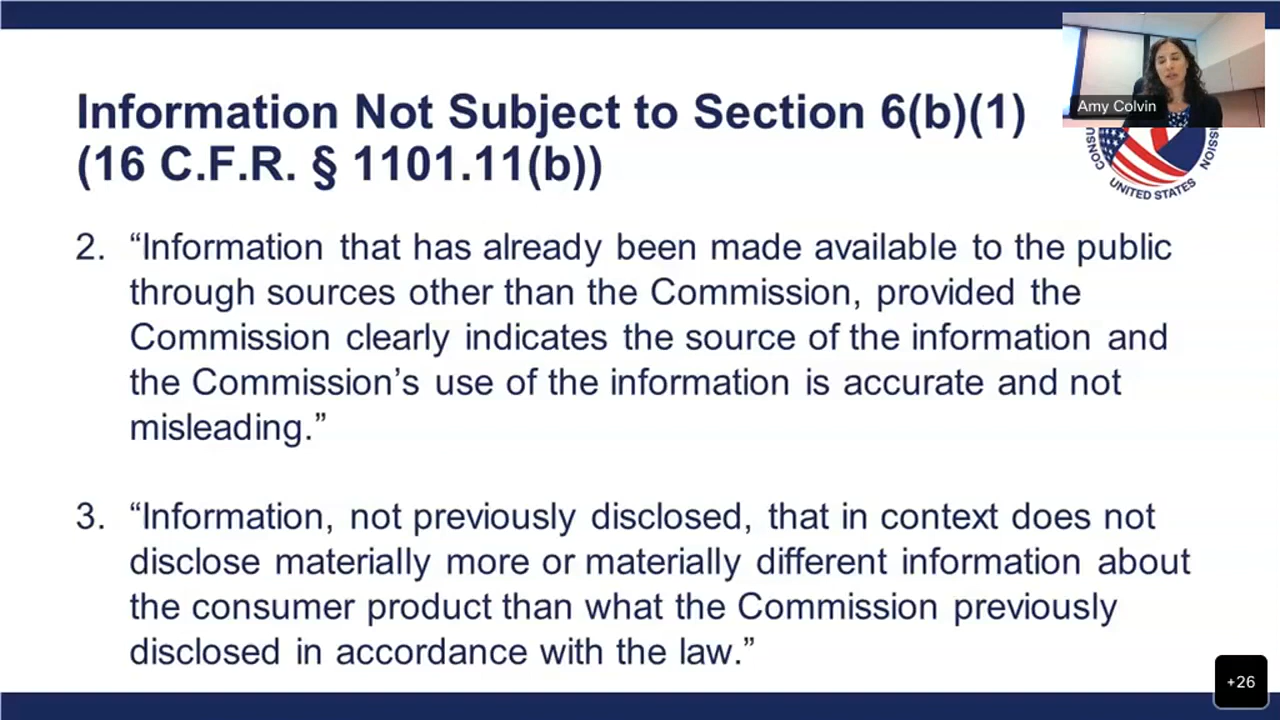 Information Not Subject to Section 6(b)(1)
(16 C.F.R. § 1101.11(b))
Amy Colvin
CONSU
MISSION
UNITED STATES
2. “Information that has already been made available to the public
through sources other than the Commission, provided the
Commission clearly indicates the source of the information and
the Commission’s use of the information is accurate and not
misleading.”
3. “Information, not previously disclosed, that in context does not
disclose materially more or materially different information about
the consumer product than what the Commission previously
disclosed in accordance with the law.”
+26